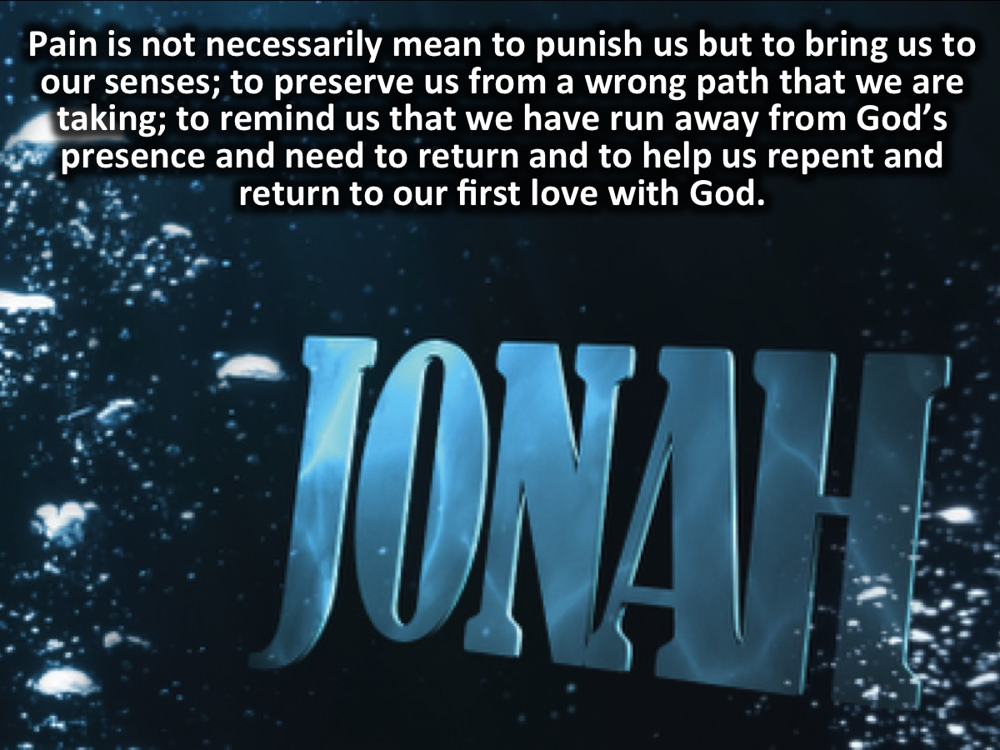 Pain is not necessarily mean to punish us but to bring us to
our senses; to preserve us from a wrong path that we are
taking; to remind us that we have run away from God’s
presence and need to return and to help us repent and
return to our first love with God.
JONAH